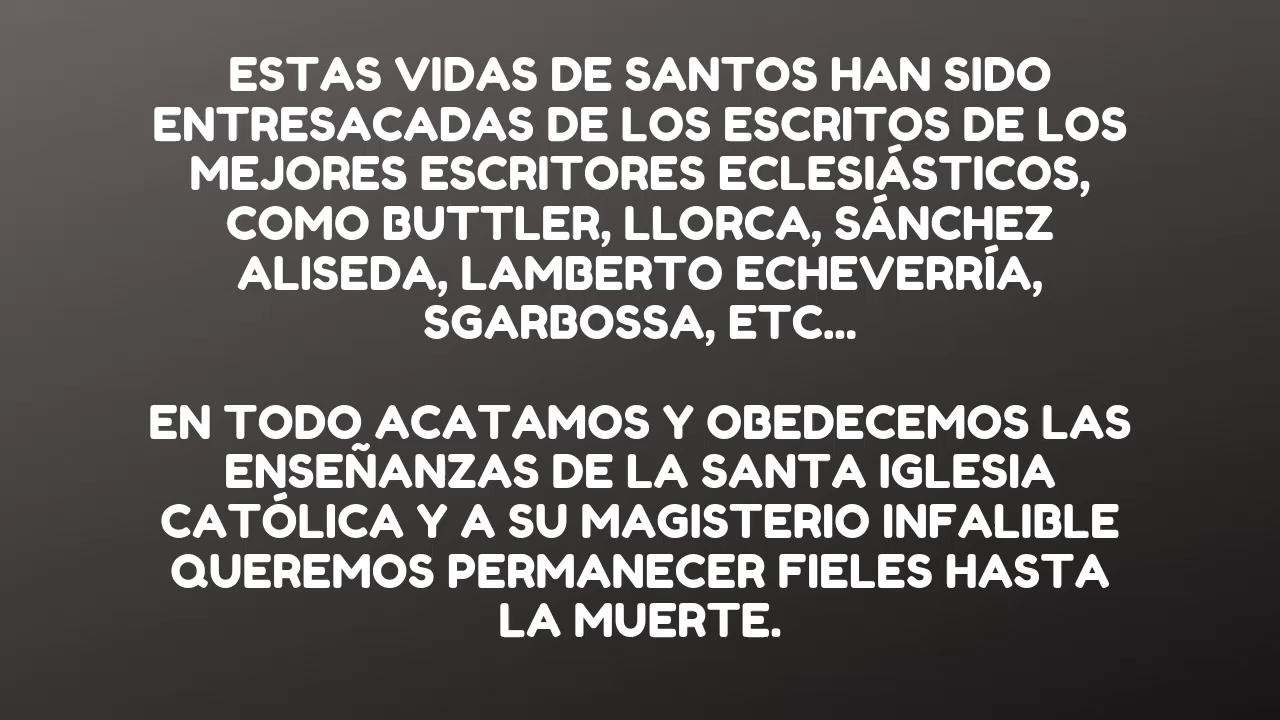 ESTAS VIDAS DE SANTOS HAN SIDO
ENTRESACADAS DE LOS ESCRITOS DE LOS
MEJORES ESCRITORES ECLESIÁSTICOS,
COMO BUTTLER, LLORCA, SÁNCHEZ
ALISEDA, LAMBERTO ECHEVERRÍA,
SGARBOSSA, ETC...
EN TODO ACATAMOS Y OBEDECEMOS LAS
ENSEÑANZAS DE LA SANTA IGLESIA
CATÓLICA Y A SU MAGISTERIO INFALIBLE
QUEREMOS PERMANECER FIELES HASTA
LA MUERTE.